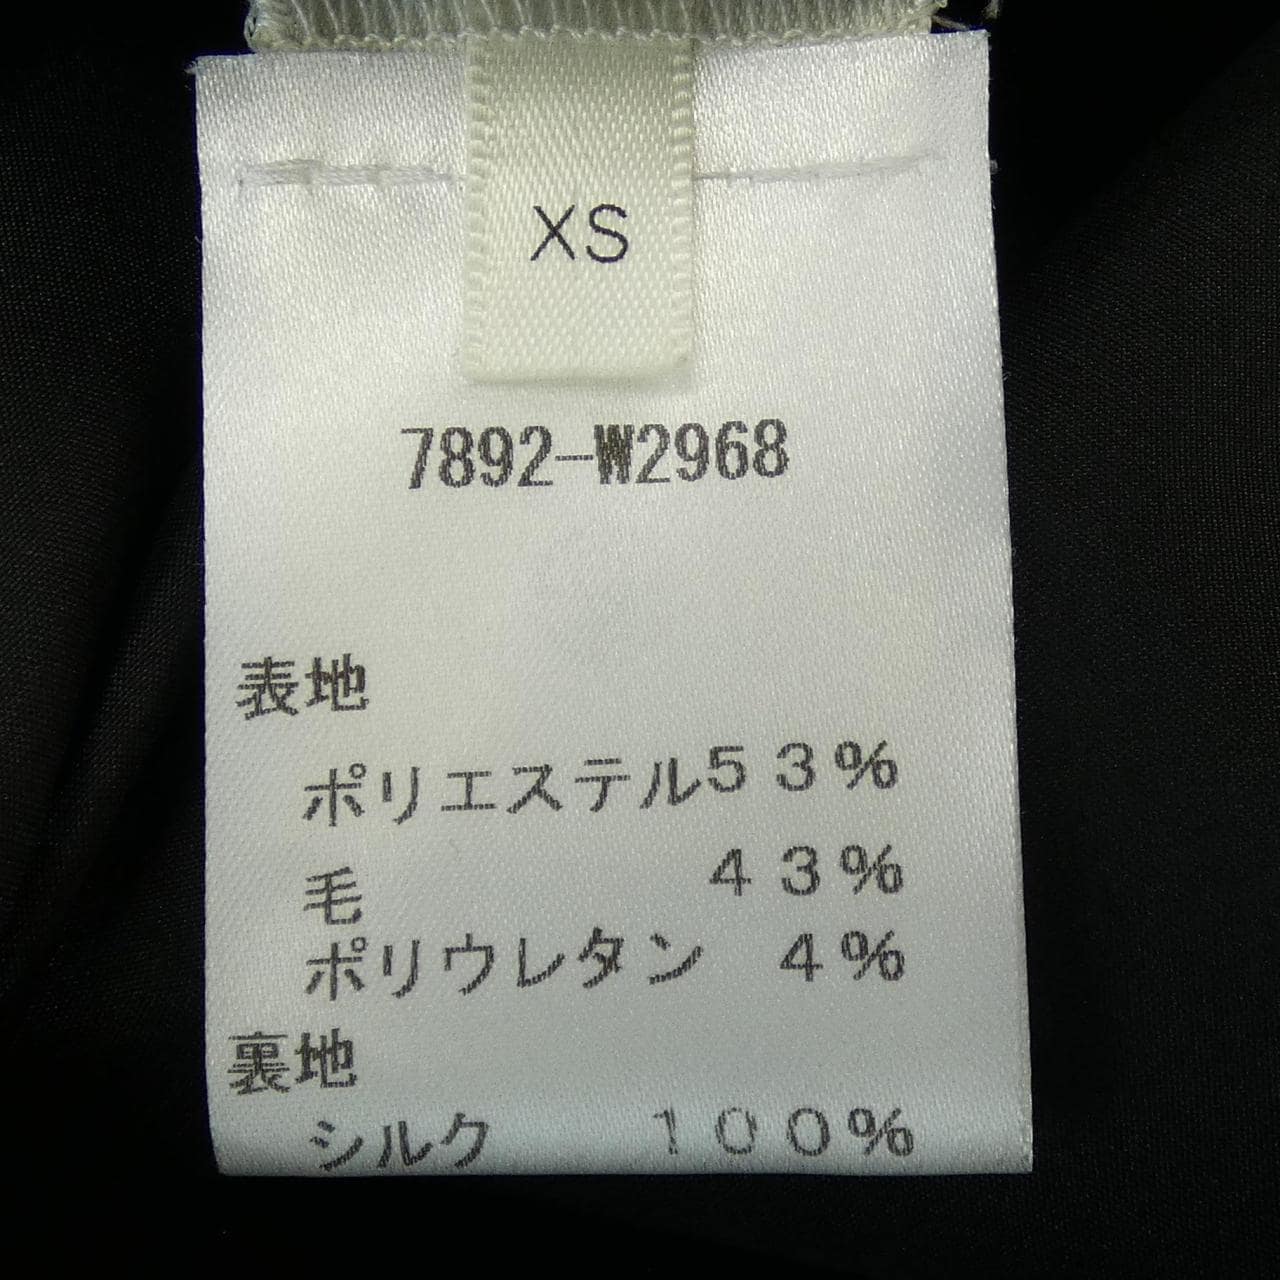 XS
7892-W2968
表地
ポリエステル53%
毛 43%
ポリウレタン 4%
裏地
シルク 100%